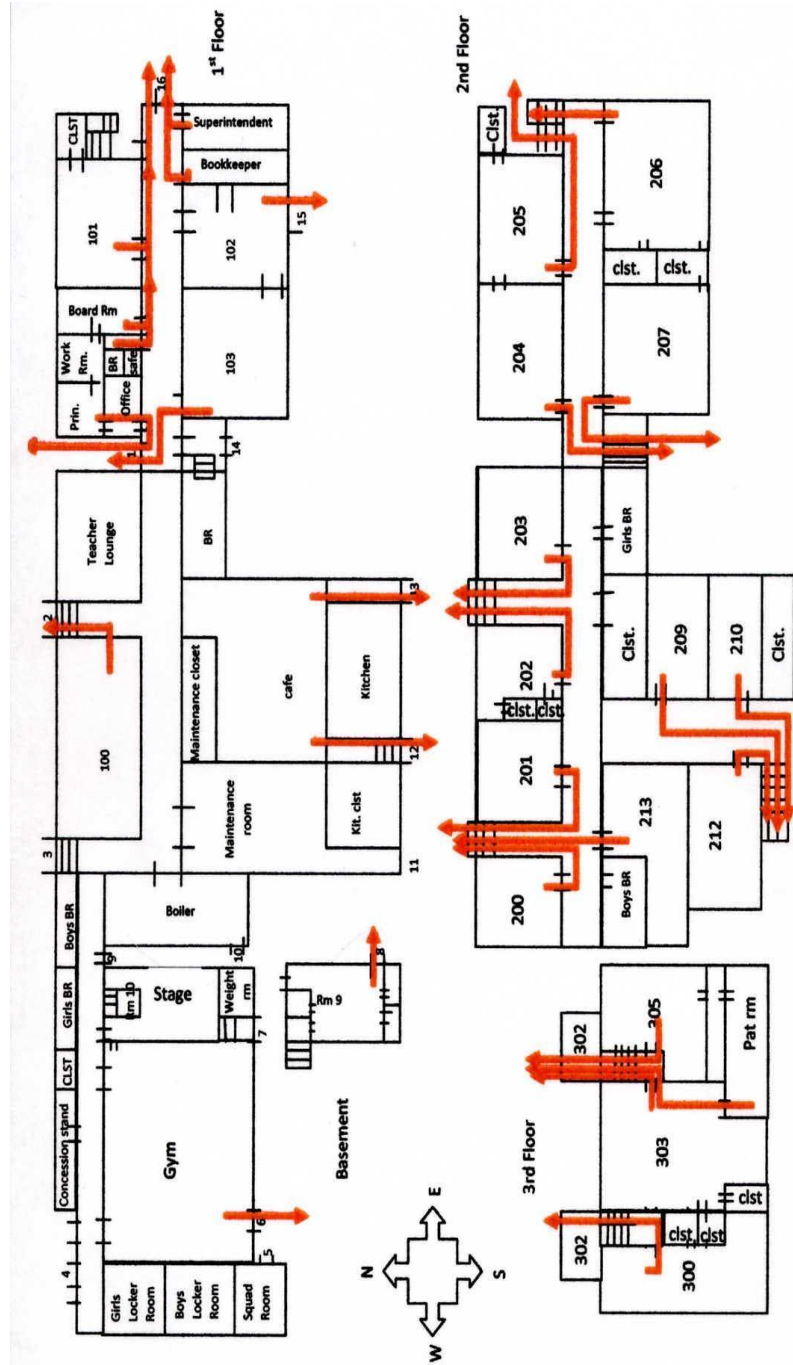 1st Floor
CLST
16
Superintendent
Bookkeeper
101
102
15
Board Rm
Work
Rm.
Prin.
BR
safe
Office
103
1
14
Teacher
Lounge
BR
2
13
100
Maintenance closet
cafe
Kitchen
12
Maintenance
room
Kit. clst
3
11
Boys BR
Boiler
9
10
Girls BR
Rm 10
Stage
Weight
rm
7
Rm 9
8
CLST
Concession stand
Gym
Basement
6
5
4
Girls
Locker
Room
Boys
Locker
Room
Squad
Room
N
E
S
W
2nd Floor
Clst.
205
206
clst.
clst.
204
207
203
Girls BR
202
Clst.
209
210
Clst.
clst.
clst.
201
213
212
200
Boys BR
3rd Floor
302
305
Pat rm
303
302
clst.
clst
clst
300